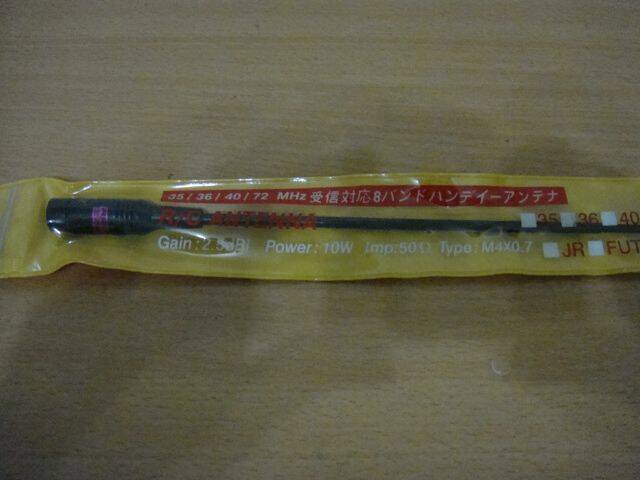 35/36/40/72 MHz 受信対応8バンドハンデイーアンテナ
R/C ANTENNA
35 36 40
Gain:2.5dBi Power:10W Imp:50Ω Type:M4X0.7
JR FUT